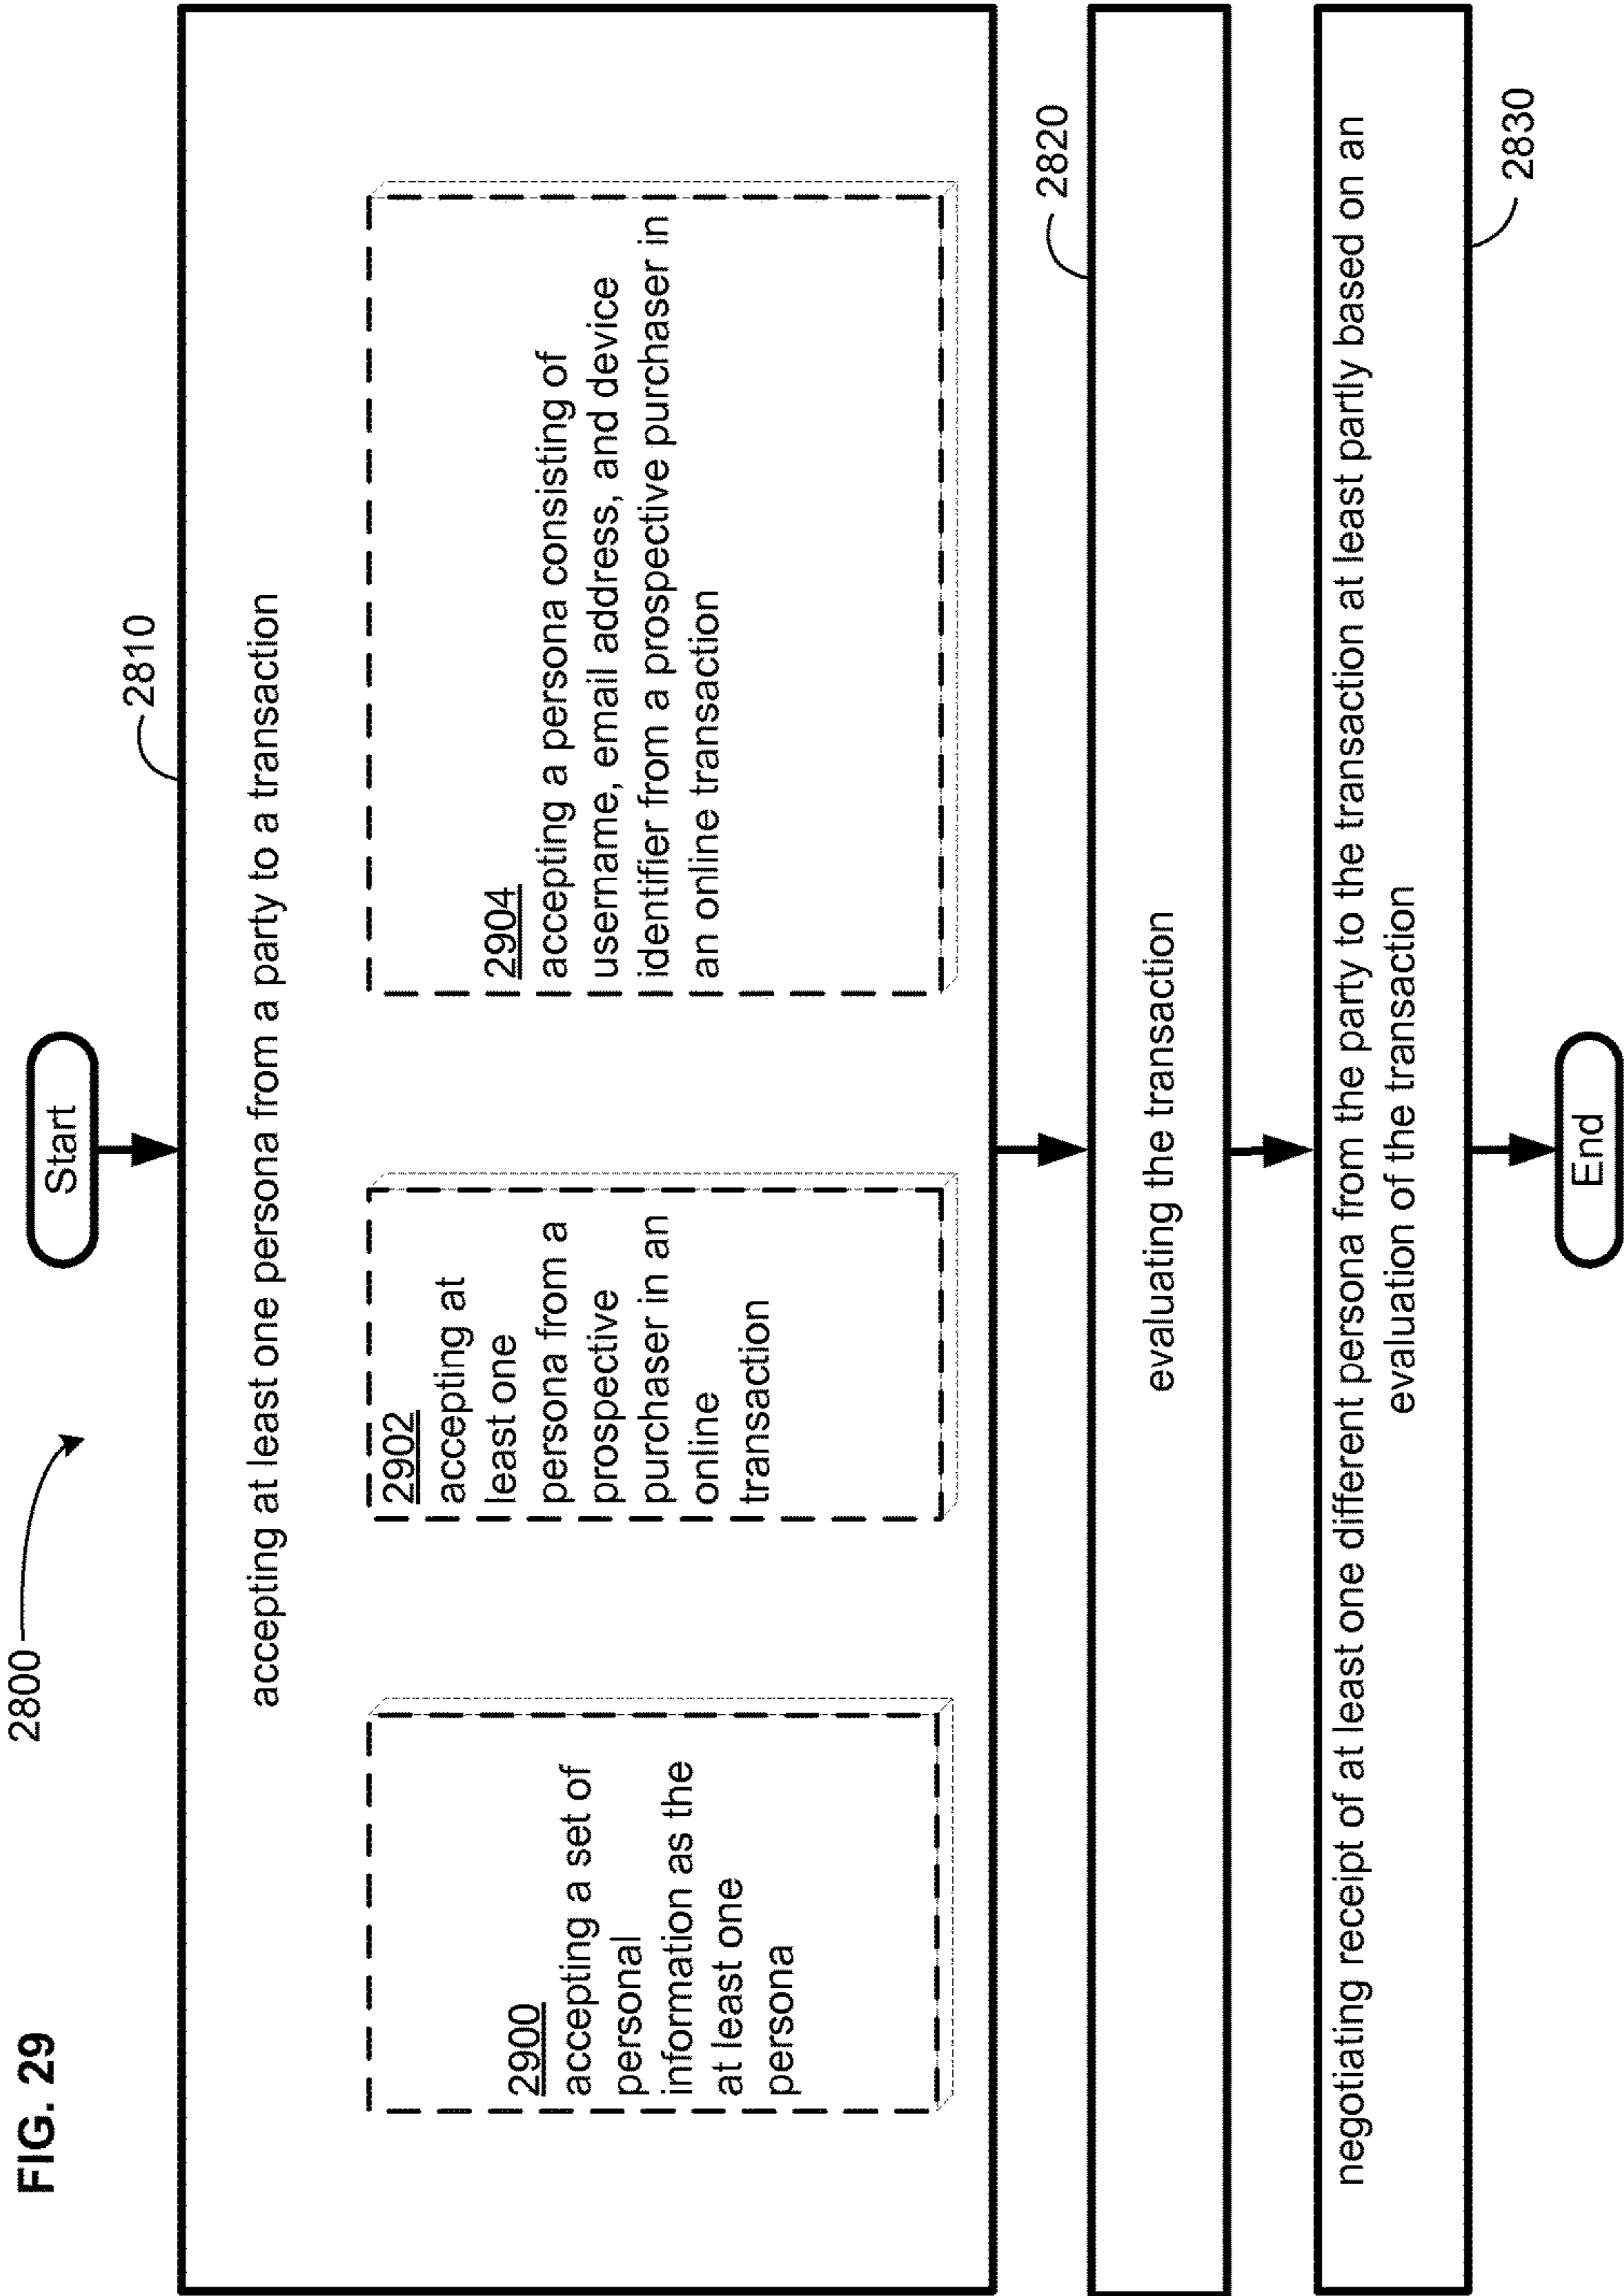 FIG. 29
2800
Start
2810
accepting at least one persona from a party to a transaction
2900
accepting a set of
personal
information as the
at least one
persona
2902
accepting at
least one
persona from a
prospective
purchaser in an
online
transaction
2904
accepting a persona consisting of
username, email address, and device
identifier from a prospective purchaser in
an online transaction
2820
evaluating the transaction
negotiating receipt of at least one different persona from the party to the transaction at least partly based on an
evaluation of the transaction
2830
End